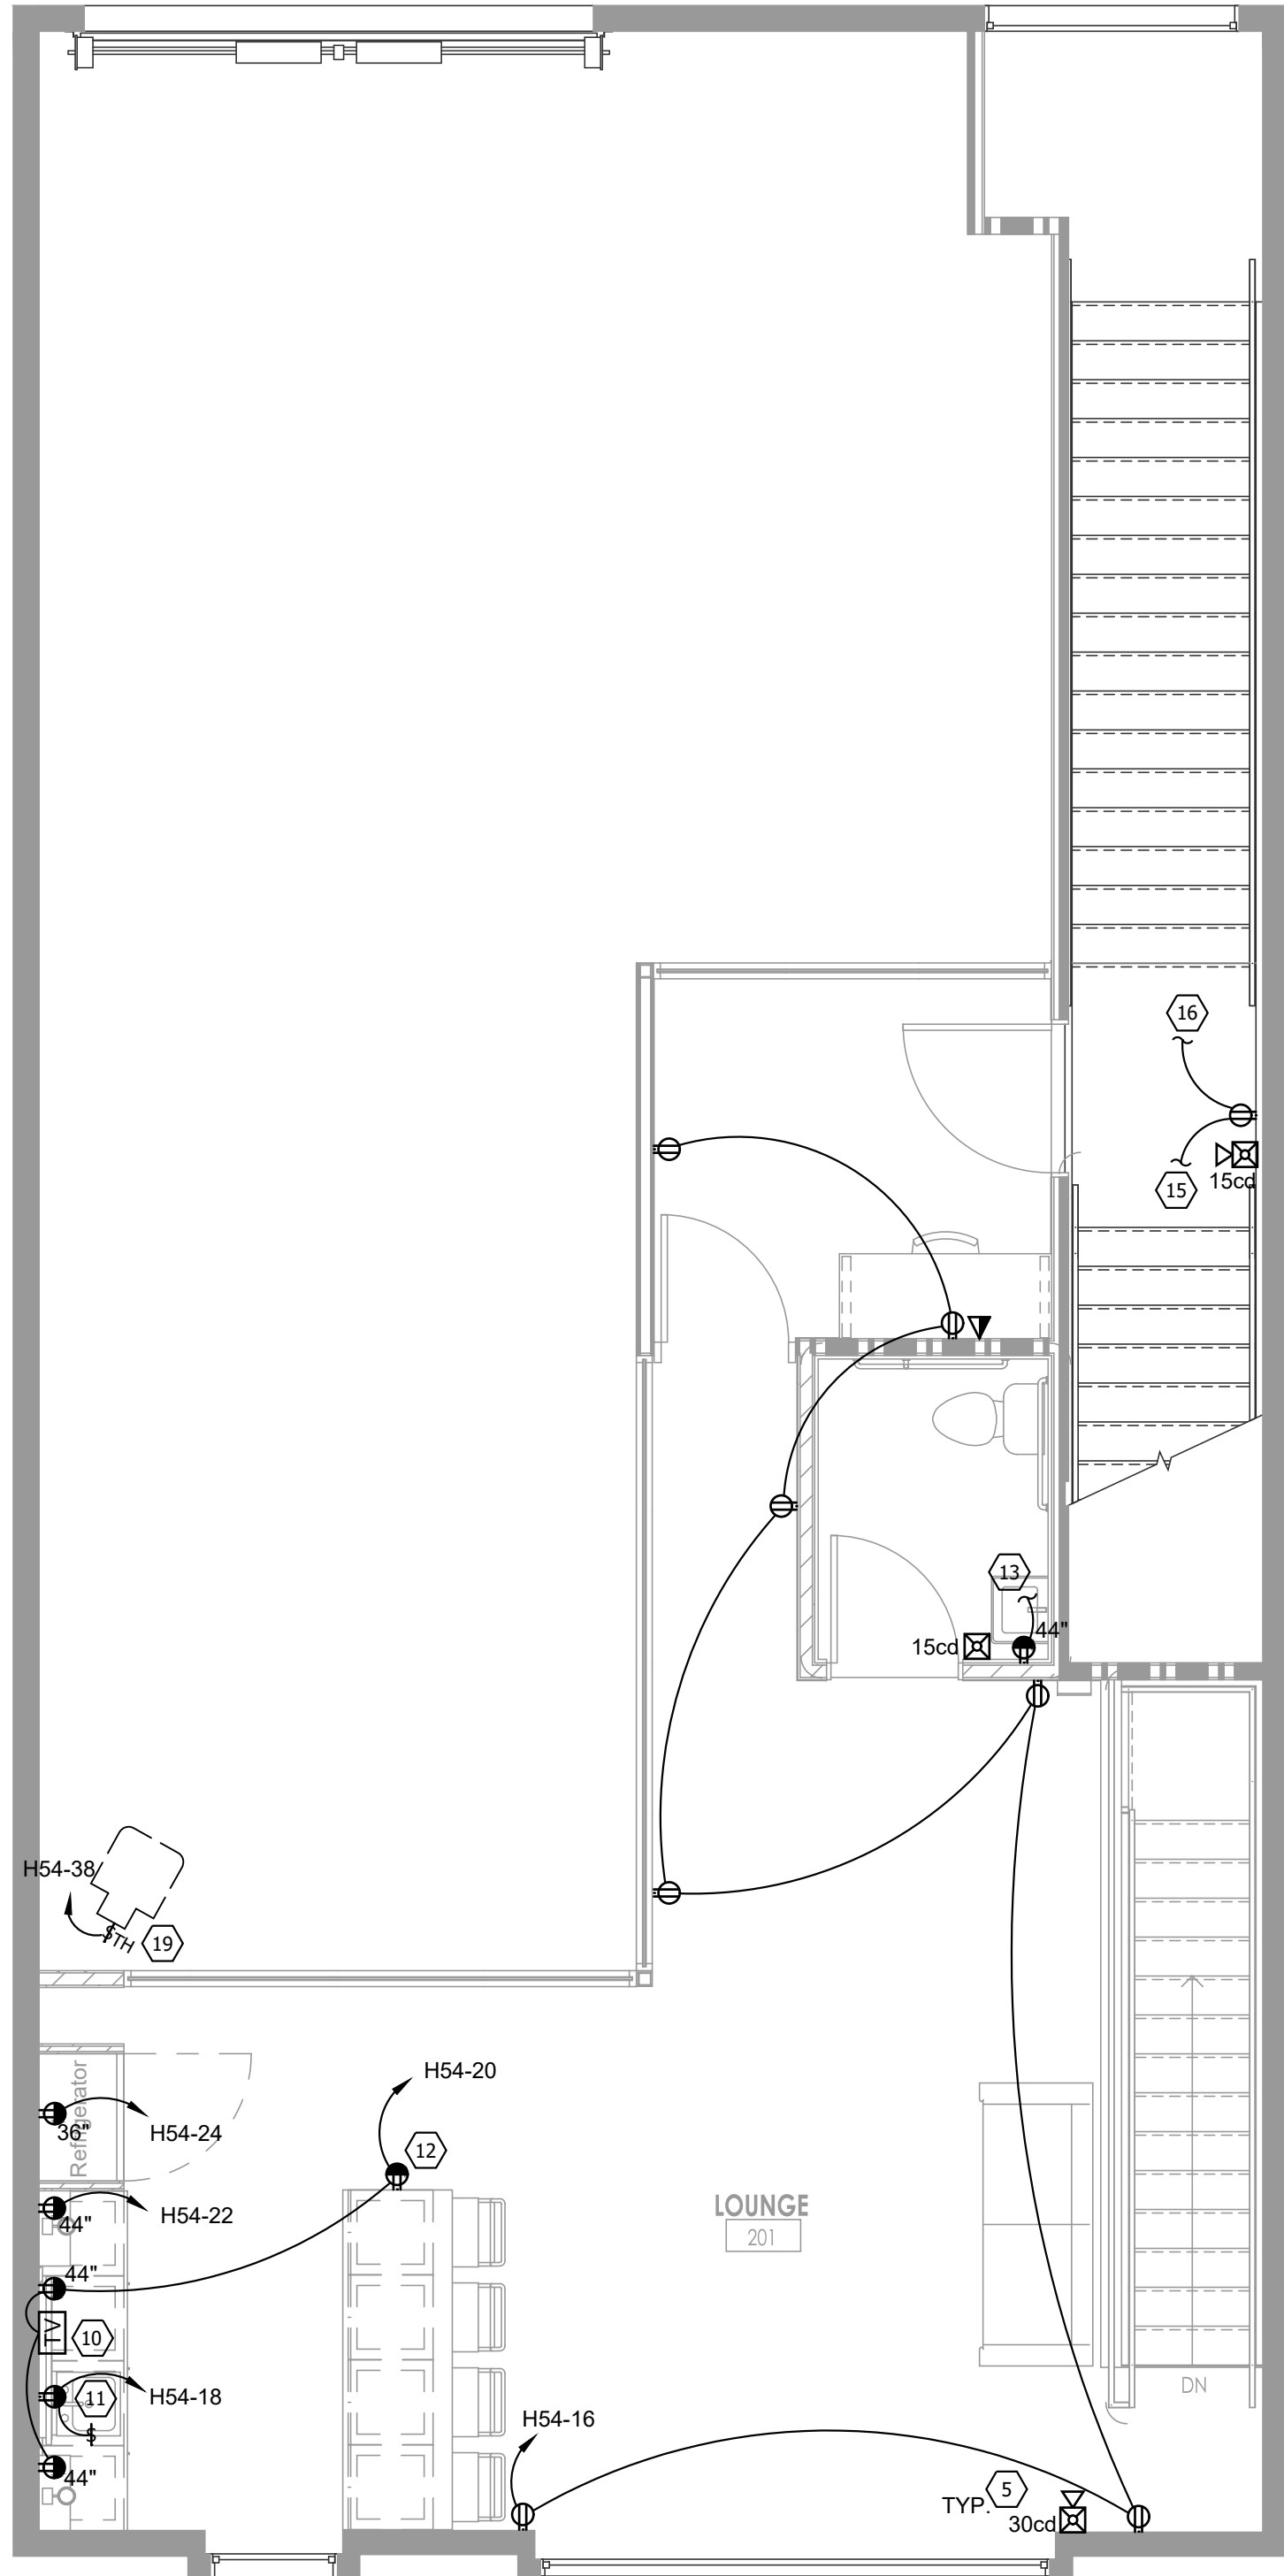 16
15
15cd
13
44"
15cd
H54-38
$TH
19
H54-20
Refrigerator
36"
H54-24
12
44"
H54-22
LOUNGE
201
44"
TV
10
11
H54-18
DN
$
H54-16
44"
5
TYP.
30cd